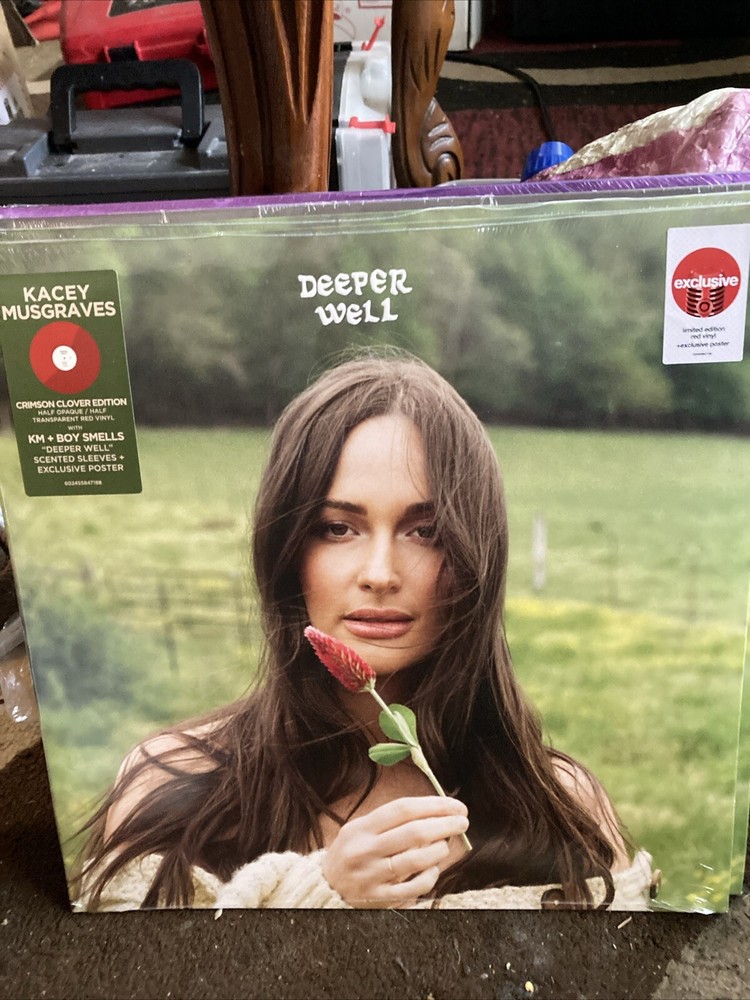 DEEPER
WELL
KACEY
MUSGRAVES
CRIMSON CLOVER EDITION
HALF OPAQUE / HALF
TRANSPARENT RED VINYL
WITH
KM + BOY SMELLS
"DEEPER WELL"
SCENTED SLEEVES +
EXCLUSIVE POSTER
602455647188
exclusive
limited edition
red vinyl
+exclusive poster